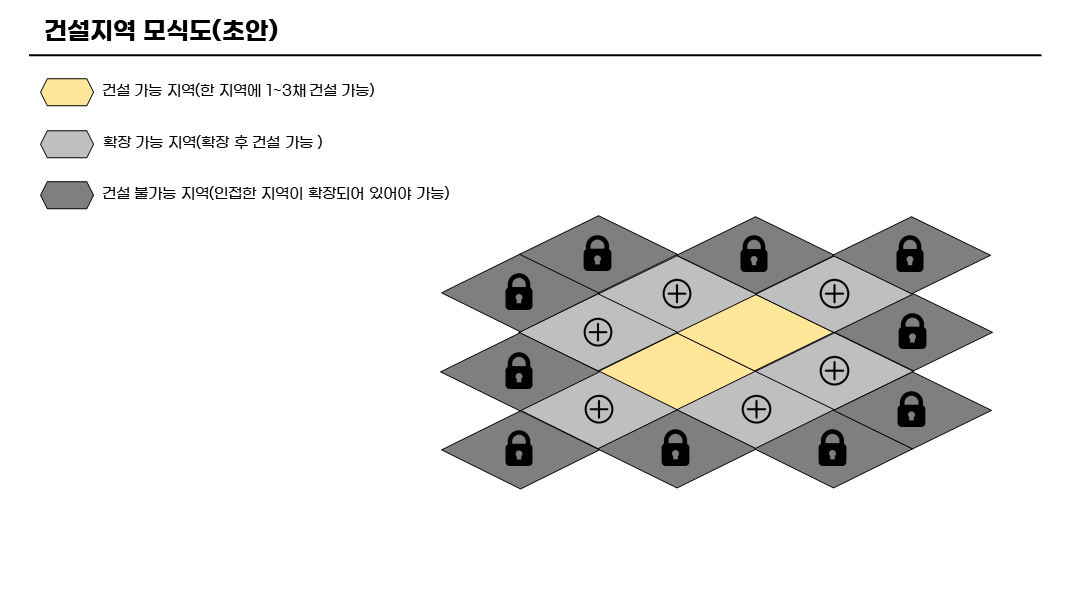 건설지역 모식도(초안)
건설 가능 지역(한 지역에 1~3채 건설 가능)
확장 가능 지역(확장 후 건설 가능 )
건설 불가능 지역(인접한 지역이 확장되어 있어야 가능)